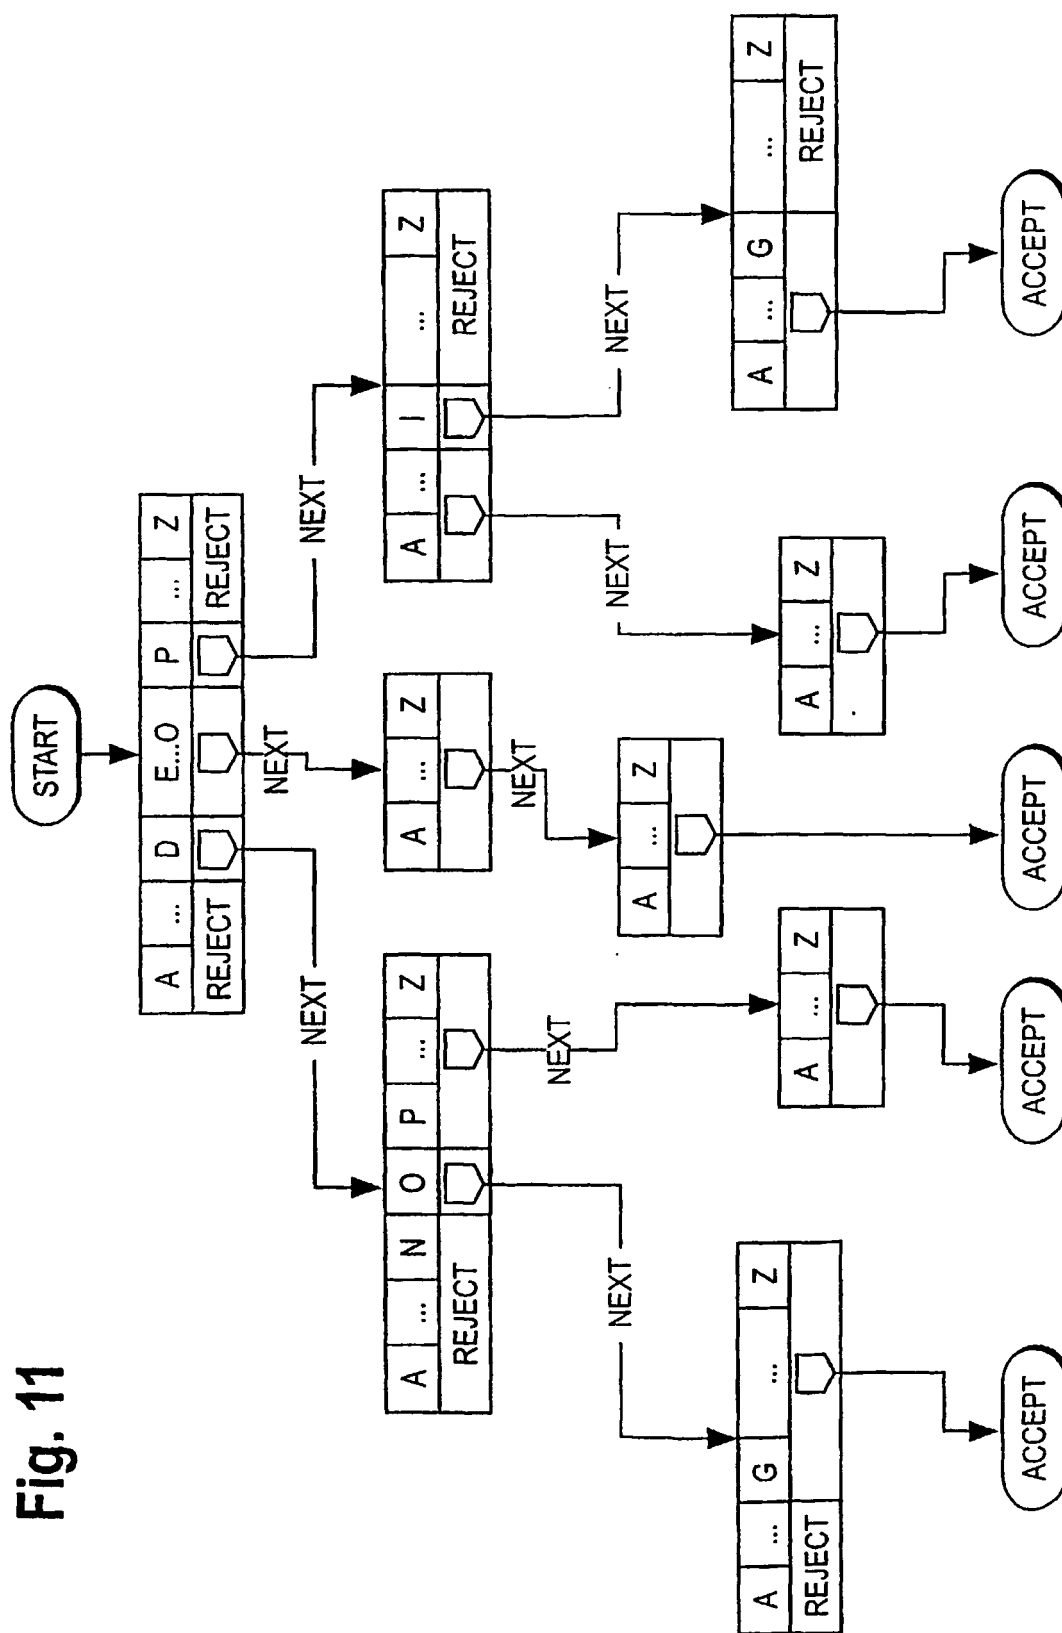 Fig. 11
START
A ... D E...O P ... Z
REJECT REJECT
NEXT NEXT NEXT
A ... N O P ... Z
REJECT
A ... Z
A ... I ... Z
REJECT
NEXT NEXT NEXT NEXT NEXT
A ... Z
A ... G ... Z
REJECT
A ... Z
A ... Z
A ... G ... Z
REJECT
ACCEPT ACCEPT ACCEPT ACCEPT ACCEPT